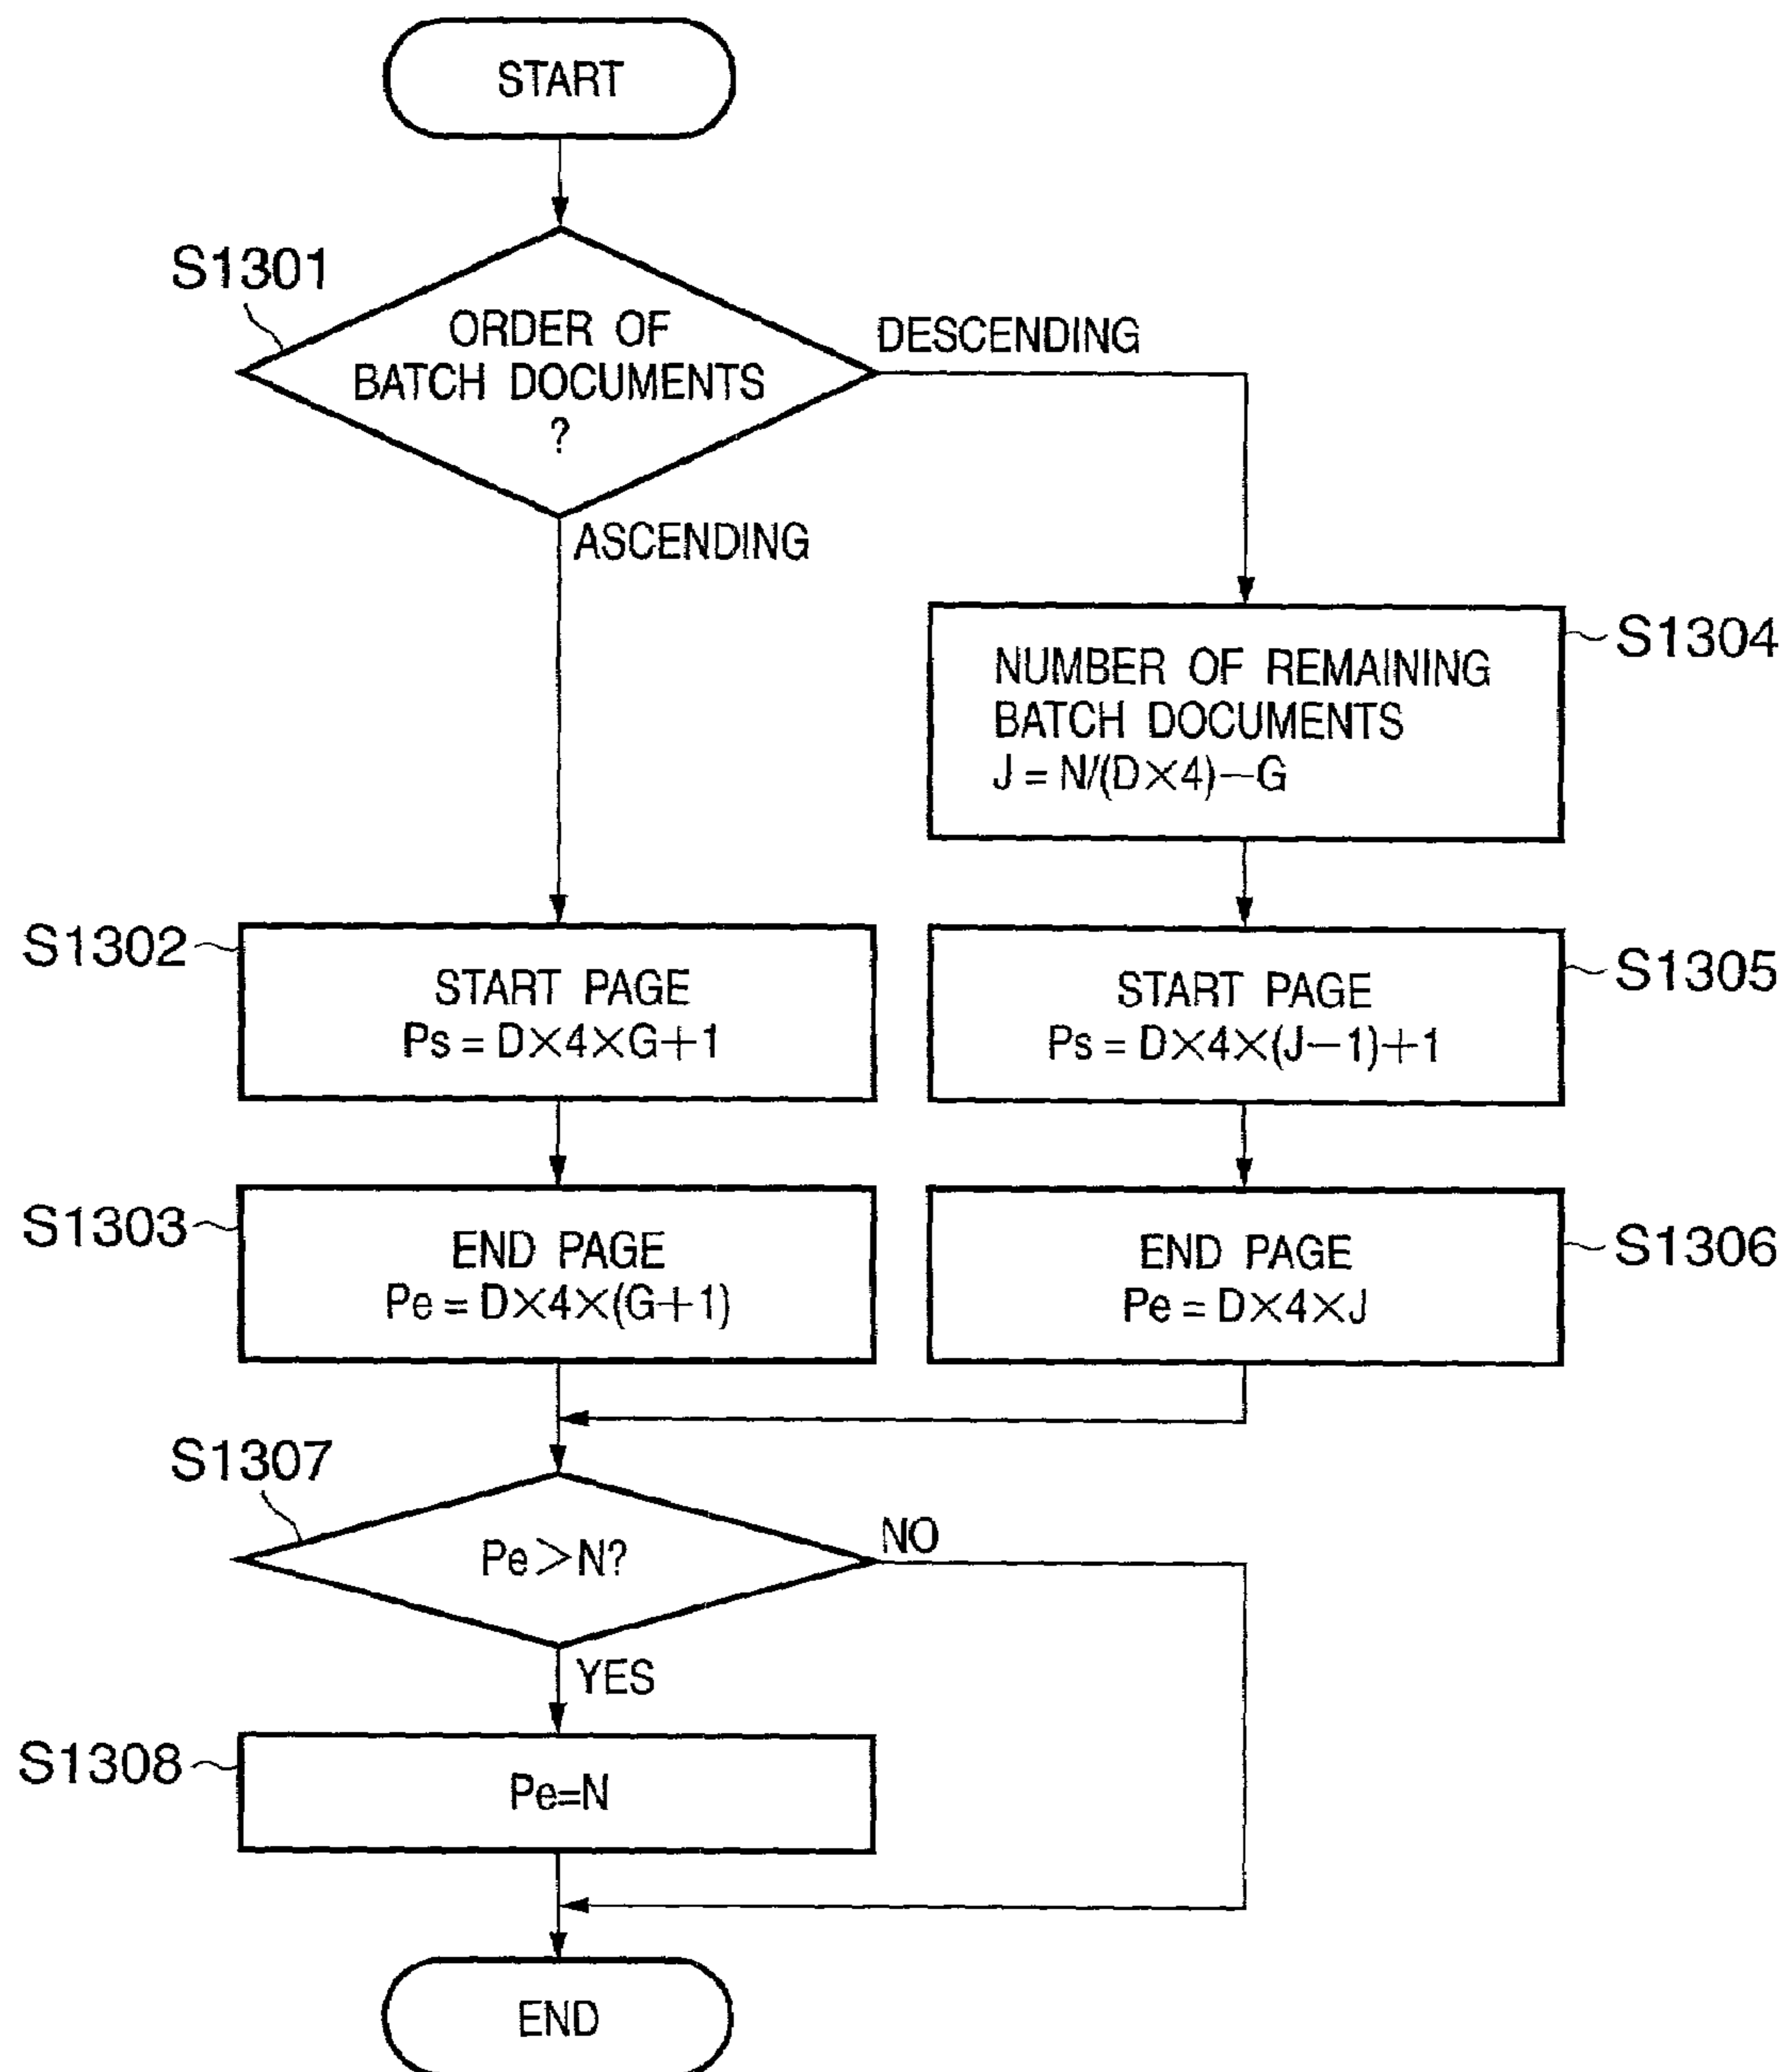 START
S1301
ORDER OF
BATCH DOCUMENTS
?
DESCENDING
ASCENDING
S1304
NUMBER OF REMAINING
BATCH DOCUMENTS
J = N/(D×4)−G
S1302
START PAGE
Ps = D×4×G+1
S1305
START PAGE
Ps = D×4×(J−1)+1
S1303
END PAGE
Pe = D×4×(G+1)
S1306
END PAGE
Pe = D×4×J
S1307
Pe>N?
NO
YES
S1308
Pe=N
END